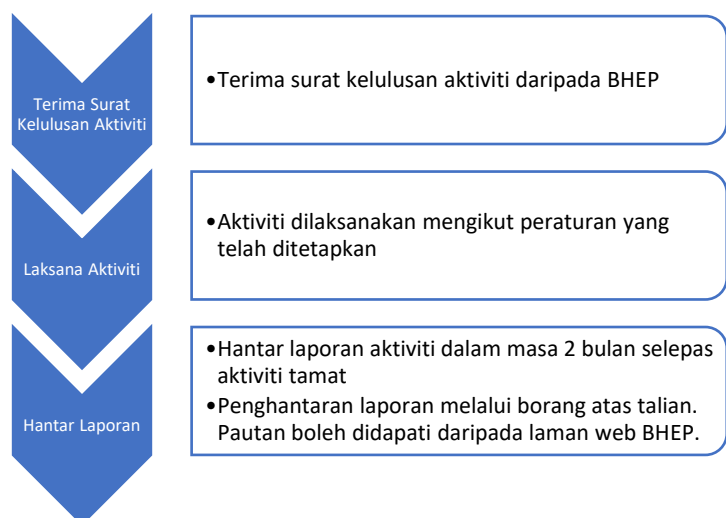 Terima Surat
Kelulusan Aktiviti
•Terima surat kelulusan aktiviti daripada BHEP
Laksana Aktiviti
•Aktiviti dilaksanakan mengikut peraturan yang
telah ditetapkan
Hantar Laporan
•Hantar laporan aktiviti dalam masa 2 bulan selepas
aktiviti tamat
•Penghantaran laporan melalui borang atas talian.
Pautan boleh didapati daripada laman web BHEP.